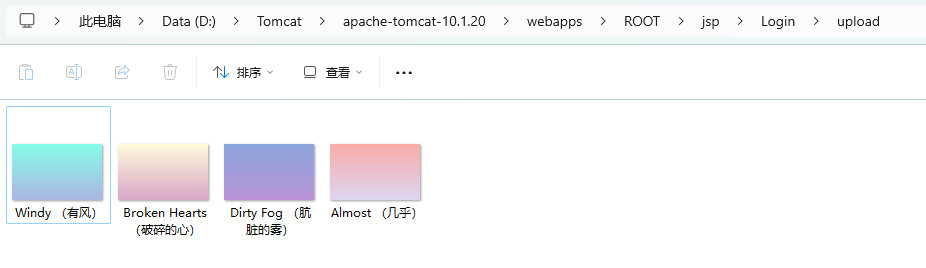 此电脑 > Data (D:) > Tomcat > apache-tomcat-10.1.20 > webapps > ROOT > jsp > Login > upload
排序 查看
Windy （有风） Broken Hearts Dirty Fog （肮 Almost （几乎）
（破碎的心） 脏的雾）